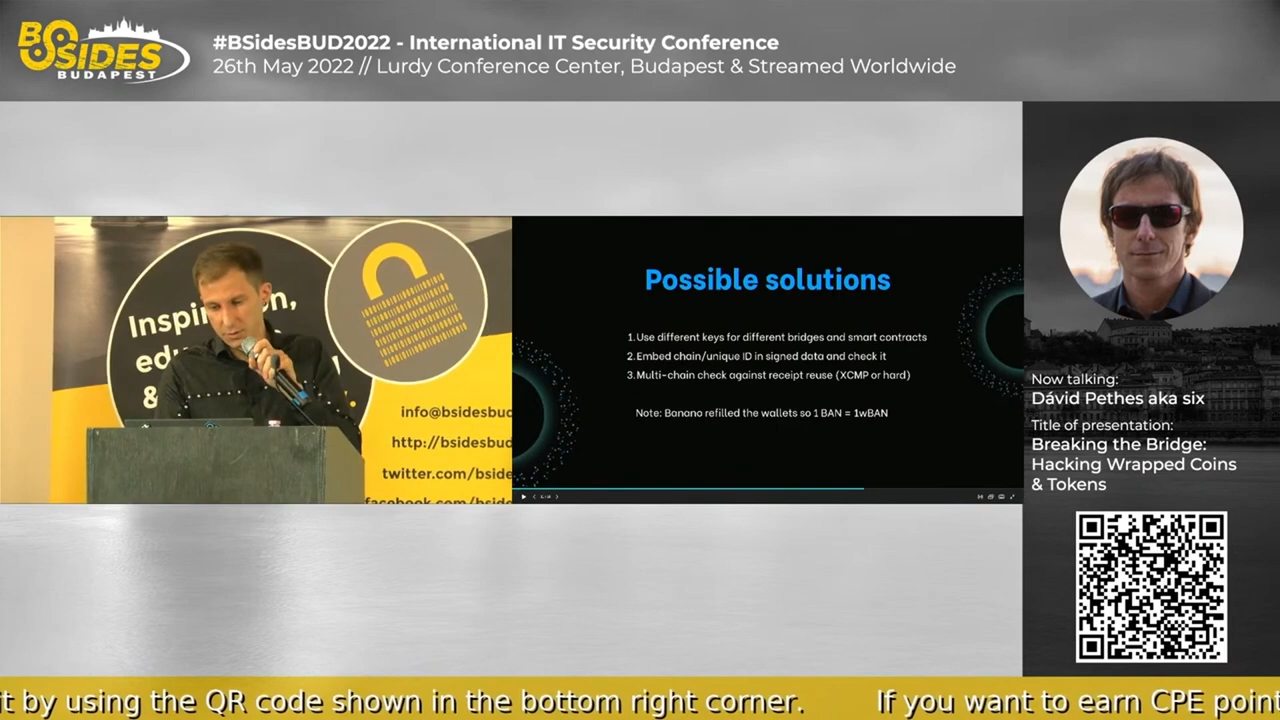 BSIDES
BUDAPEST
#BSidesBUD2022 - International IT Security Conference
26th May 2022 // Lurdy Conference Center, Budapest & Streamed Worldwide
info@bsidesbud
http://bsidesbud
twitter.com/bside
facebook.com/bside
Possible solutions
1.Use different keys for different bridges and smart contracts
2.Embed chain/unique ID in signed data and check it
3.Multi-chain check against receipt reuse (XCMP or hard)
Note: Banano refilled the wallets so 1 BAN = 1wBAN
Now talking:
Dávid Pethes aka six
Title of presentation:
Breaking the Bridge:
Hacking Wrapped Coins
& Tokens
it by using the QR code shown in the bottom right corner.
If you want to earn CPE point